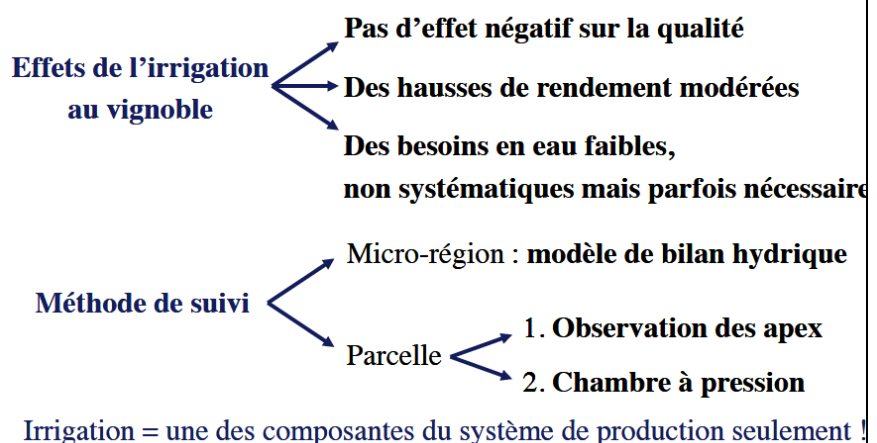 Effets de l'irrigation
au vignoble
Pas d'effet négatif sur la qualité
Des hausses de rendement modérées
Des besoins en eau faibles,
non systématiques mais parfois nécessaire
Méthode de suivi
Micro-région : modèle de bilan hydrique
Parcelle
1. Observation des apex
2. Chambre à pression
Irrigation = une des composantes du système de production seulement !